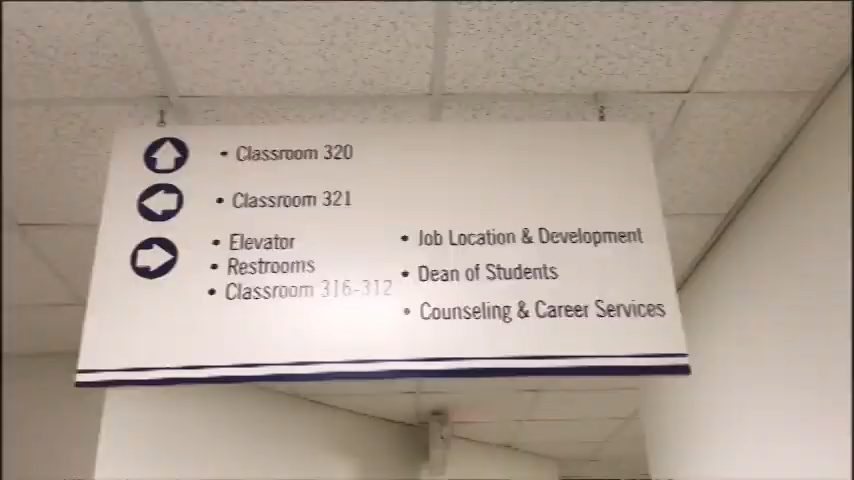 • Classroom 320
• Classroom 321
• Elevator
• Restrooms
• Classroom 316-312
• Job Location & Development
• Dean of Students
• Counseling & Career Services